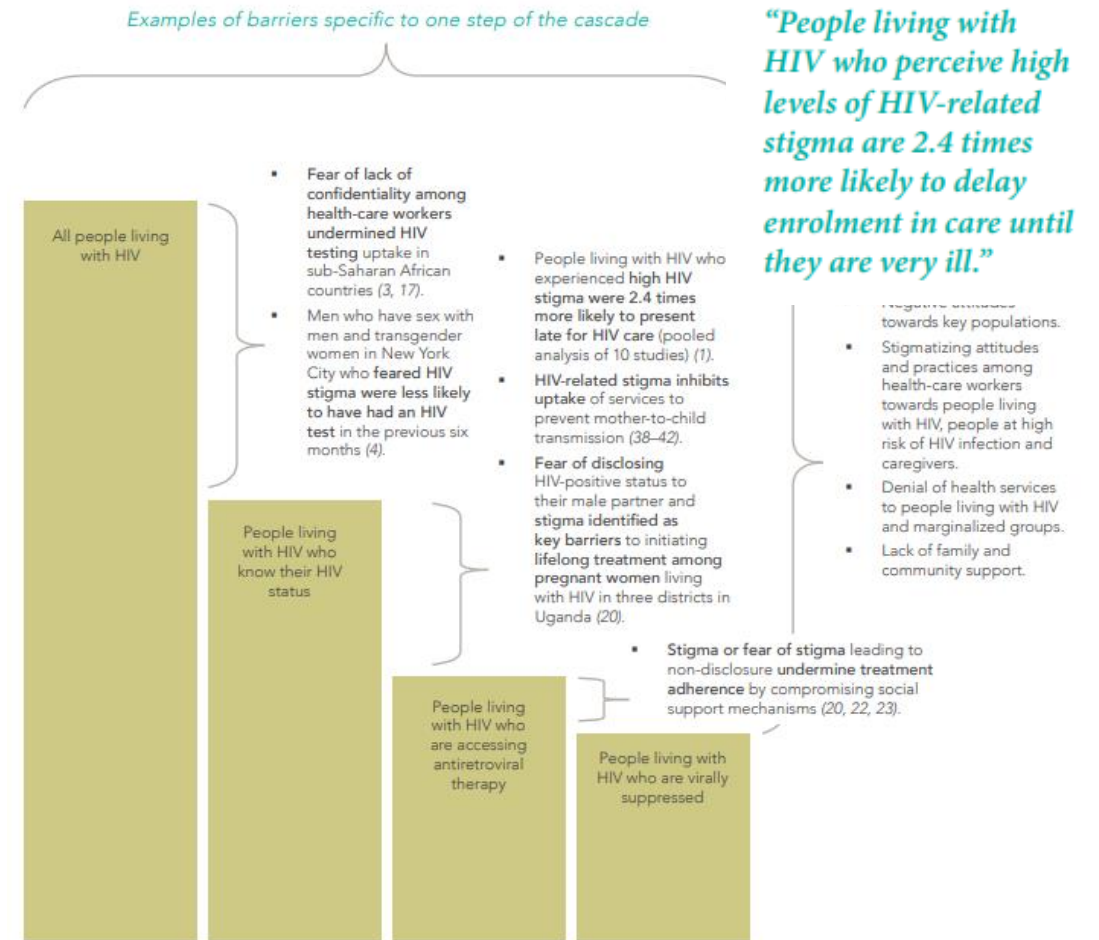 Examples of barriers specific to one step of the cascade
“People living with
HIV who perceive high
levels of HIV-related
stigma are 2.4 times
more likely to delay
enrolment in care until
they are very ill.”
All people living
with HIV
▪ Fear of lack of
confidentiality among
health-care workers
undermined HIV
testing uptake in
sub-Saharan African
countries (3, 17).
▪ Men who have sex with
men and transgender
women in New York
City who feared HIV
stigma were less likely
to have had an HIV
test in the previous six
months (4).
People living
with HIV who
know their HIV
status
▪ People living with HIV who
experienced high HIV
stigma were 2.4 times
more likely to present
late for HIV care (pooled
analysis of 10 studies) (1).
▪ HIV-related stigma inhibits
uptake of services to
prevent mother-to-child
transmission (38–42).
▪ Fear of disclosing
HIV-positive status to
their male partner and
stigma identified as
key barriers to initiating
lifelong treatment among
pregnant women living
with HIV in three districts in
Uganda (20).
People living
with HIV who
are accessing
antiretroviral
therapy
▪ Stigma or fear of stigma leading to
non-disclosure undermine treatment
adherence by compromising social
support mechanisms (20, 22, 23).
People living with
HIV who are virally
suppressed
Negative attitudes
towards key populations.
▪ Stigmatizing attitudes
and practices among
health-care workers
towards people living
with HIV, people at high
risk of HIV infection and
caregivers.
▪ Denial of health services
to people living with HIV
and marginalized groups.
▪ Lack of family and
community support.